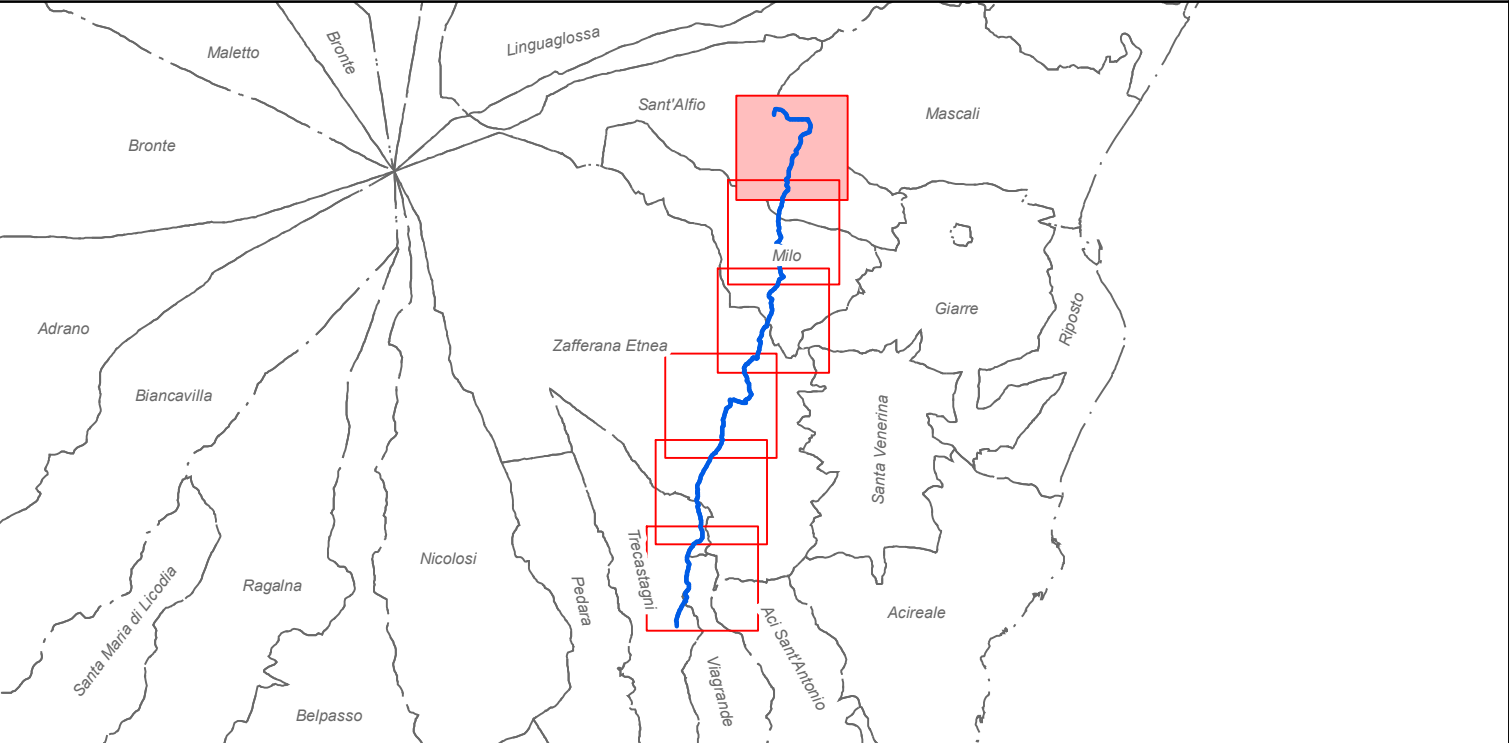 Maletto
Bronte
Linguaglossa
Sant'Alfio
Mascali
Bronte
Milo
Giarre
Riposto
Adrano
Zafferana Etnea
Biancavilla
Santa Venerina
Nicolosi
Trecastagni
Ragalna
Pedara
Santa Maria di Licodia
Acireale
Aci Sant'Antonio
Viagrande
Belpasso